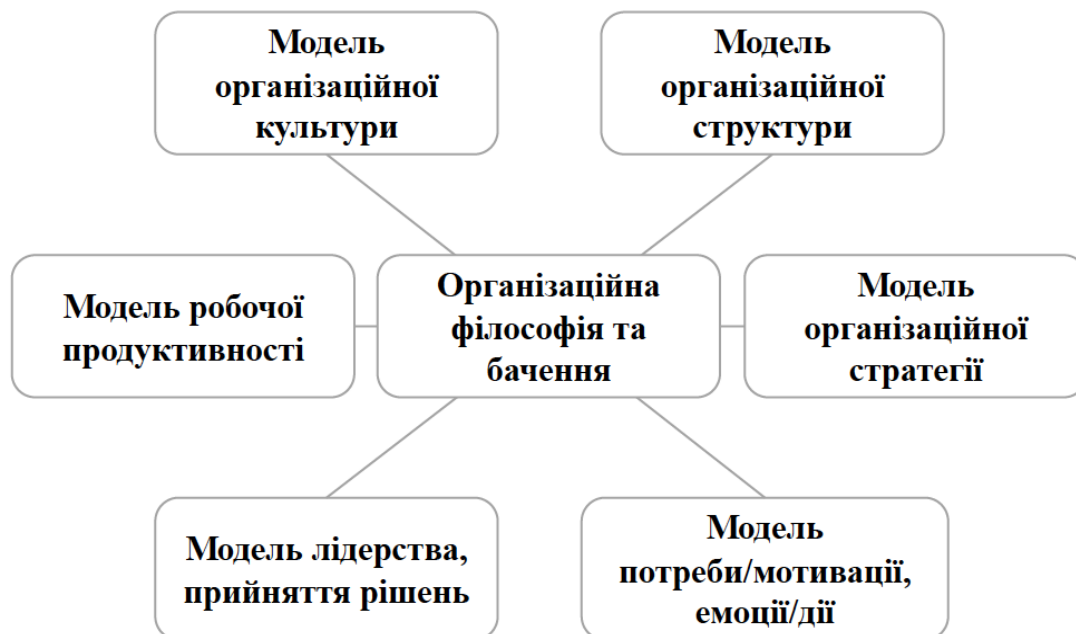 Модель
організаційної
культури
Модель
організаційної
структури
Модель робочої
продуктивності
Організаційна
філософія та
бачення
Модель
організаційної
стратегії
Модель лідерства,
прийняття рішень
Модель
потреби/мотивації,
емоції/дії